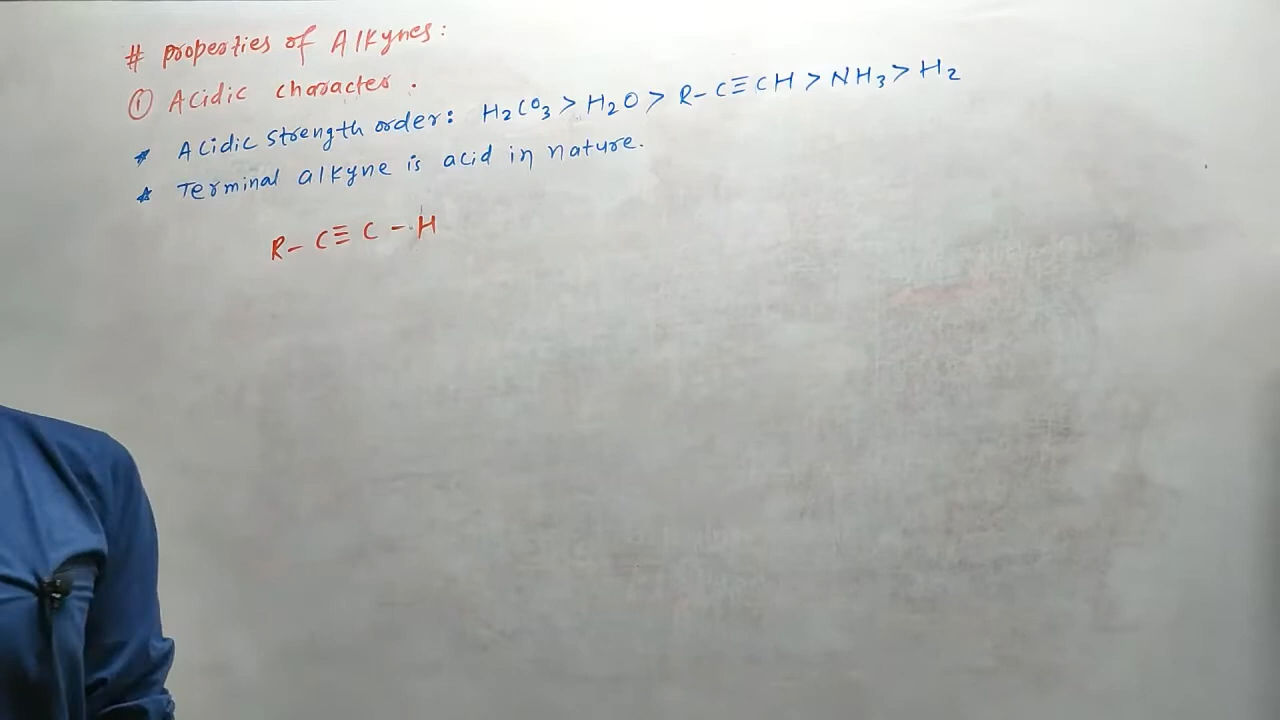 # Properties of Alkynes:
① Acidic character.
* Acidic strength order: H₂CO₃ > H₂O > R-C≡CH > NH₃ > H₂
* Terminal alkyne is acid in nature.
R-C≡C-H